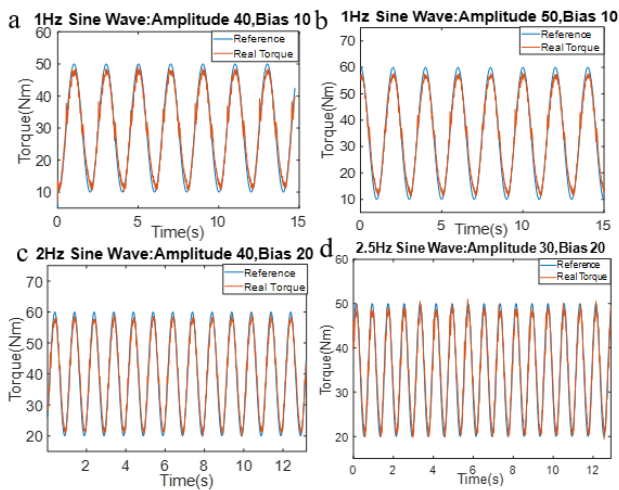 a
1Hz Sine Wave:Amplitude 40,Bias 10
60
50
40
30
20
10
Torque(Nm)
Reference
Real Torque
0
5
10
15
Time(s)
b
1Hz Sine Wave:Amplitude 50,Bias 10
70
60
50
40
30
20
10
Torque(Nm)
Reference
Real Torque
0
5
10
15
Time(s)
c
2Hz Sine Wave:Amplitude 40,Bias 20
70
60
50
40
30
20
Torque(Nm)
Reference
Real Torque
2
4
6
8
10
12
Time(s)
d
2.5Hz Sine Wave:Amplitude 30,Bias 20
60
50
40
30
20
Torque(Nm)
Reference
Real Torque
0
2
4
6
8
10
12
Time(s)